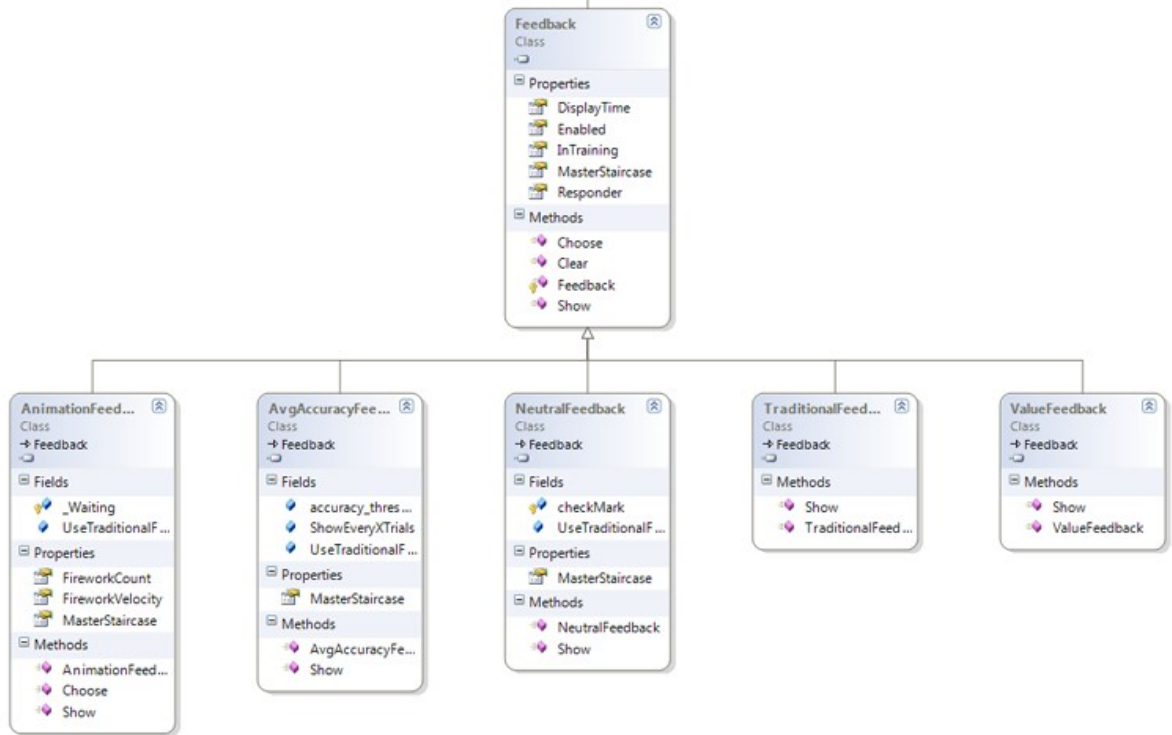 Feedback
Class
Properties
DisplayTime
Enabled
InTraining
MasterStaircase
Responder
Methods
Choose
Clear
Feedback
Show
AnimationFeed...
Class
Feedback
Fields
_Waiting
UseTraditionalF...
Properties
FireworkCount
FireworkVelocity
MasterStaircase
Methods
AnimationFeed...
Choose
Show
AvgAccuracyFee...
Class
Feedback
Fields
accuracy_thres...
ShowEveryXTrials
UseTraditionalF...
Properties
MasterStaircase
Methods
AvgAccuracyFe...
Show
NeutralFeedback
Class
Feedback
Fields
checkMark
UseTraditionalF...
Properties
MasterStaircase
Methods
NeutralFeedback
Show
TraditionalFeed...
Class
Feedback
Methods
Show
TraditionalFeed...
ValueFeedback
Class
Feedback
Methods
Show
ValueFeedback